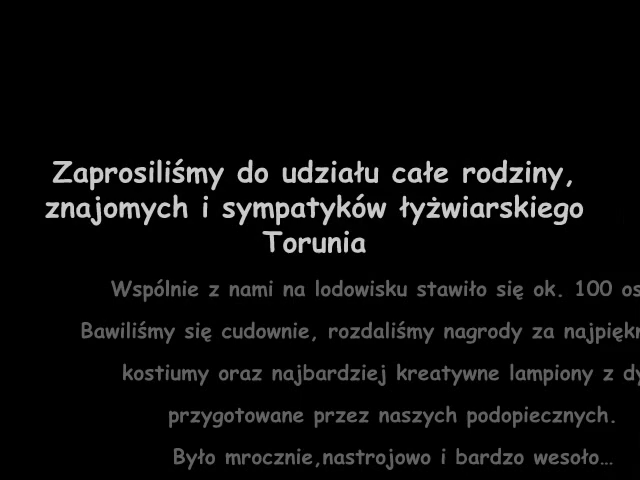 Zaprosiliśmy do udziału całe rodziny,
znajomych i sympatyków łyżwiarskiego
Torunia
Wspólnie z nami na lodowisku stawiło się ok. 100
Bawiliśmy się cudownie, rozdaliśmy nagrody za
kostiumy oraz najbardziej kreatywne lampiony z
przygotowane przez naszych podopiecznych.
Było mrocznie,nastrojowo i bardzo wesoło…